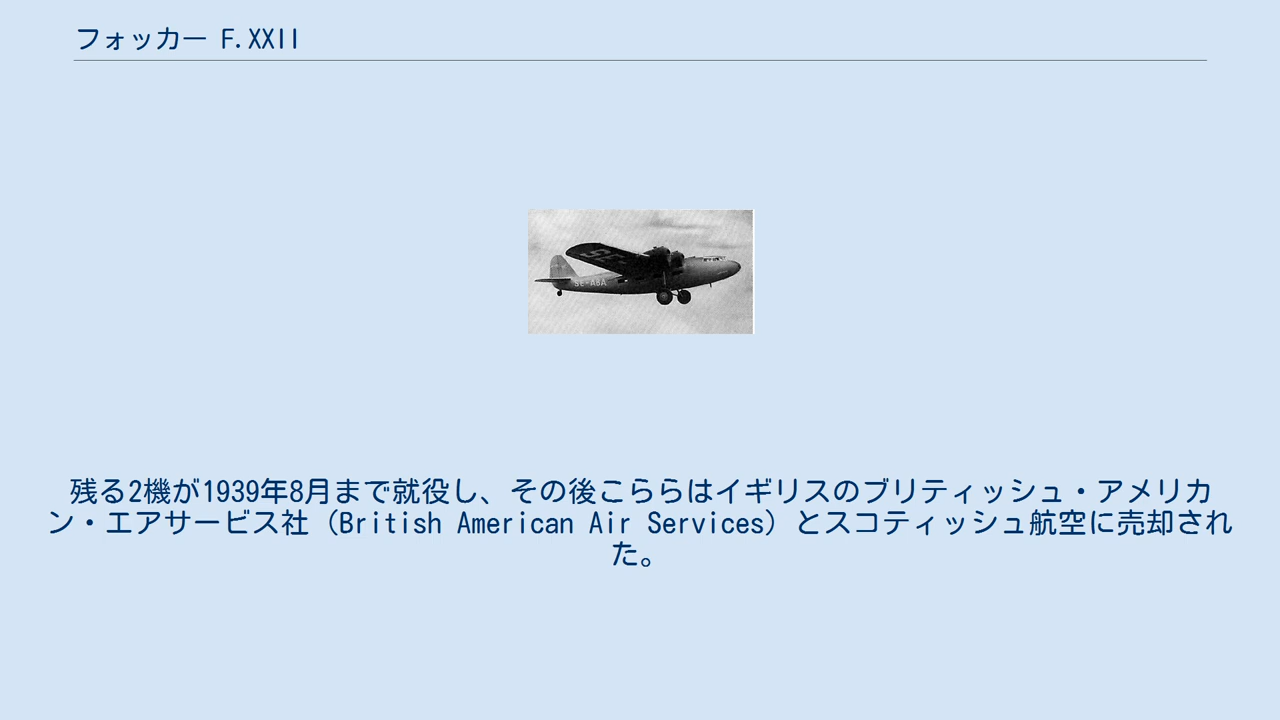 フォッカー F.XXII
SE-ABA
残る2機が1939年8月まで就役し、その後こららはイギリスのブリティッシュ・アメリカ
ン・エアサービス社（British American Air Services）とスコティッシュ航空に売却され
た。